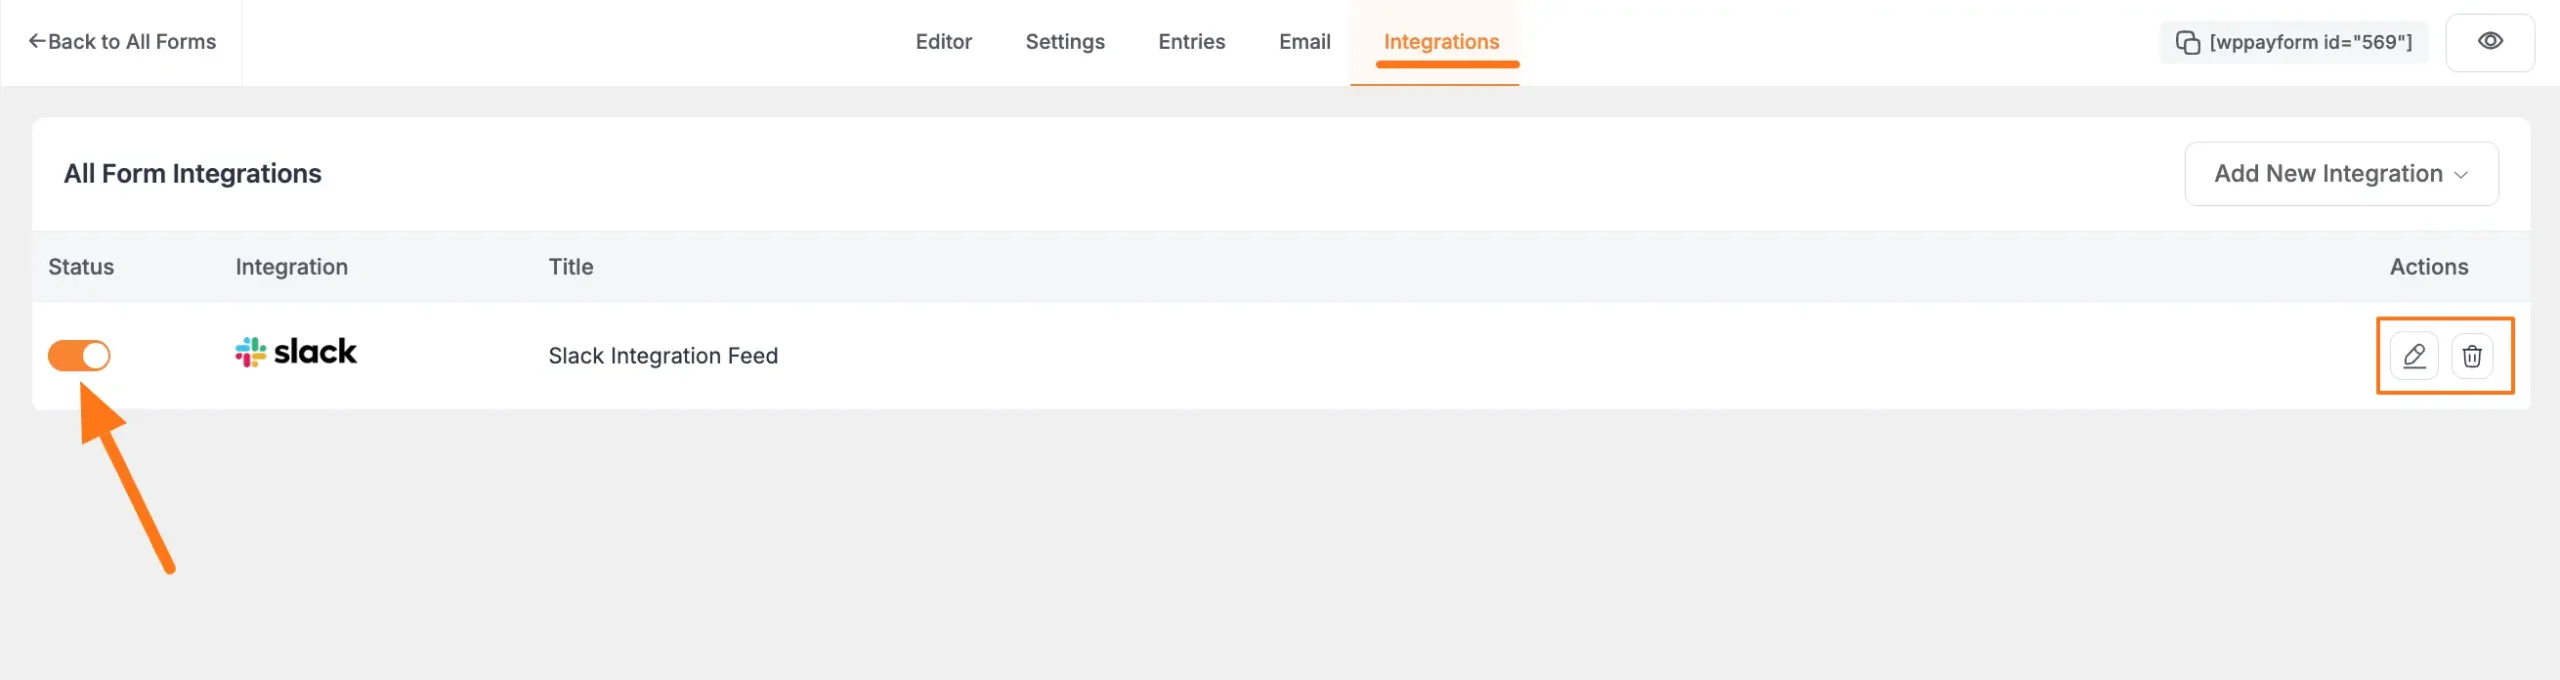 Back to All Forms
Editor Settings Entries Email Integrations
[wppayform id="569"]
All Form Integrations
Add New Integration
Status Integration Title Actions
slack Slack Integration Feed